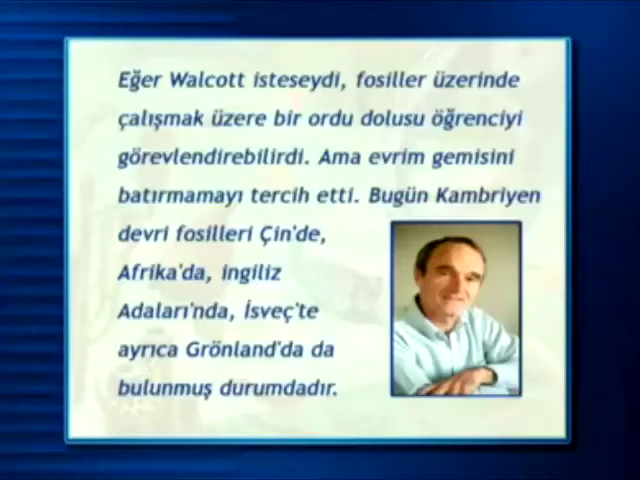 Eğer Walcott isteseydi, fosiller üzerinde
çalışmak üzere bir ordu dolusu öğrenciyi
görevlendirebilirdi. Ama evrim gemisini
batırmamayı tercih etti. Bugün Kambriyen
devri fosilleri Çin'de,
Afrika'da, ingiliz
Adaları'nda, İsveç'te
ayrıca Grönland'da da
bulunmuş durumdadır.